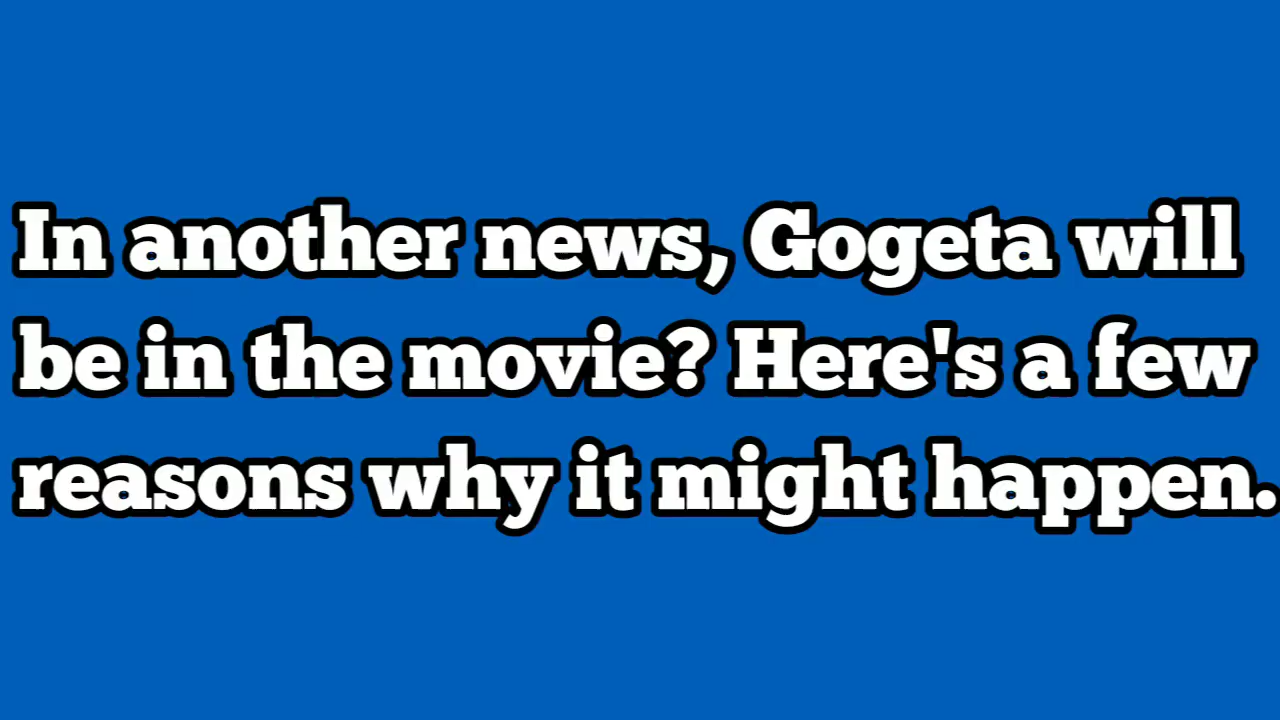 In another news, Gogeta will
be in the movie? Here's a few
reasons why it might happen.